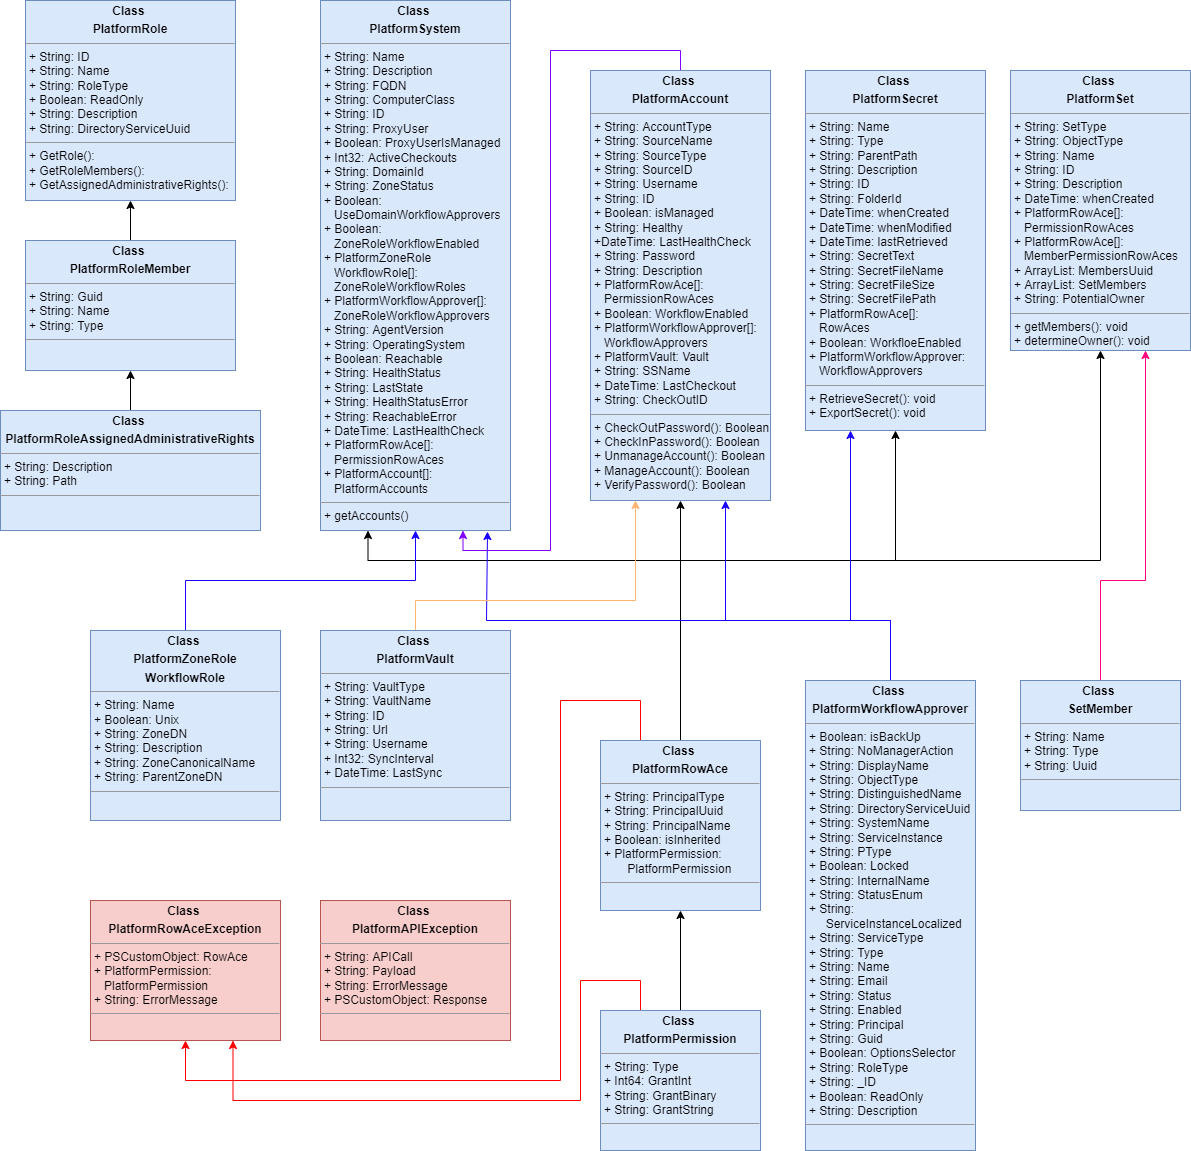 Class
PlatformRole
+ String: ID
+ String: Name
+ String: RoleType
+ Boolean: ReadOnly
+ String: Description
+ String: DirectoryServiceUuid
+ GetRole():
+ GetRoleMembers():
+ GetAssignedAdministrativeRights():
Class
PlatformRoleMember
+ String: Guid
+ String: Name
+ String: Type
Class
PlatformRoleAssignedAdministrativeRights
+ String: Description
+ String: Path
Class
PlatformSystem
+ String: Name
+ String: Description
+ String: FQDN
+ String: ComputerClass
+ String: ID
+ String: ProxyUser
+ Boolean: ProxyUserIsManaged
+ Int32: ActiveCheckouts
+ String: DomainId
+ String: ZoneStatus
+ Boolean:
UseDomainWorkflowApprovers
+ Boolean:
ZoneRoleWorkflowEnabled
+ PlatformZoneRole
WorkflowRole[]:
ZoneRoleWorkflowRoles
+ PlatformWorkflowApprover[]:
ZoneRoleWorkflowApprovers
+ String: AgentVersion
+ String: OperatingSystem
+ Boolean: Reachable
+ String: HealthStatus
+ String: LastState
+ String: HealthStatusError
+ String: ReachableError
+ DateTime: LastHealthCheck
+ PlatformRowAce[]:
PermissionRowAces
+ PlatformAccount[]:
PlatformAccounts
+ getAccounts()
Class
PlatformAccount
+ String: AccountType
+ String: SourceName
+ String: SourceType
+ String: SourceID
+ String: Username
+ String: ID
+ Boolean: isManaged
+ String: Healthy
+DateTime: LastHealthCheck
+ String: Password
+ String: Description
+ PlatformRowAce[]:
PermissionRowAces
+ Boolean: WorkflowEnabled
+ PlatformWorkflowApprover[]:
WorkflowApprovers
+ PlatformVault: Vault
+ String: SSName
+ DateTime: LastCheckout
+ String: CheckOutID
+ CheckOutPassword(): Boolean
+ CheckInPassword(): Boolean
+ UnmanageAccount(): Boolean
+ ManageAccount(): Boolean
+ VerifyPassword(): Boolean
Class
PlatformSecret
+ String: Name
+ String: Type
+ String: ParentPath
+ String: Description
+ String: ID
+ String: FolderId
+ DateTime: whenCreated
+ DateTime: whenModified
+ DateTime: lastRetrieved
+ String: SecretText
+ String: SecretFileName
+ String: SecretFileSize
+ String: SecretFilePath
+ PlatformRowAce[]:
RowAces
+ Boolean: WorkfloeEnabled
+ PlatformWorkflowApprover:
WorkflowApprovers
+ RetrieveSecret(): void
+ ExportSecret(): void
Class
PlatformSet
+ String: SetType
+ String: ObjectType
+ String: Name
+ String: ID
+ String: Description
+ DateTime: whenCreated
+ PlatformRowAce[]:
PermissionRowAces
+ PlatformRowAce[]:
MemberPermissionRowAces
+ ArrayList: MembersUuid
+ ArrayList: SetMembers
+ String: PotentialOwner
+ getMembers(): void
+ determineOwner(): void
Class
PlatformZoneRole
WorkflowRole
+ String: Name
+ Boolean: Unix
+ String: ZoneDN
+ String: Description
+ String: ZoneCanonicalName
+ String: ParentZoneDN
Class
PlatformVault
+ String: VaultType
+ String: VaultName
+ String: ID
+ String: Url
+ String: Username
+ Int32: SyncInterval
+ DateTime: LastSync
Class
PlatformRowAce
+ String: PrincipalType
+ String: PrincipalUuid
+ String: PrincipalName
+ Boolean: isInherited
+ PlatformPermission:
PlatformPermission
Class
PlatformWorkflowApprover
+ Boolean: isBackUp
+ String: NoManagerAction
+ String: DisplayName
+ String: ObjectType
+ String: DistinguishedName
+ String: DirectoryServiceUuid
+ String: SystemName
+ String: ServiceInstance
+ String: PType
+ Boolean: Locked
+ String: InternalName
+ String: StatusEnum
+ String:
ServiceInstanceLocalized
+ String: ServiceType
+ String: Type
+ String: Name
+ String: Email
+ String: Status
+ String: Enabled
+ String: Principal
+ String: Guid
+ Boolean: OptionsSelector
+ String: RoleType
+ String: _ID
+ Boolean: ReadOnly
+ String: Description
Class
SetMember
+ String: Name
+ String: Type
+ String: Uuid
Class
PlatformRowAceException
+ PSCustomObject: RowAce
+ PlatformPermission:
PlatformPermission
+ String: ErrorMessage
Class
PlatformAPIException
+ String: APICall
+ String: Payload
+ String: ErrorMessage
+ PSCustomObject: Response
Class
PlatformPermission
+ String: Type
+ Int64: GrantInt
+ String: GrantBinary
+ String: GrantString